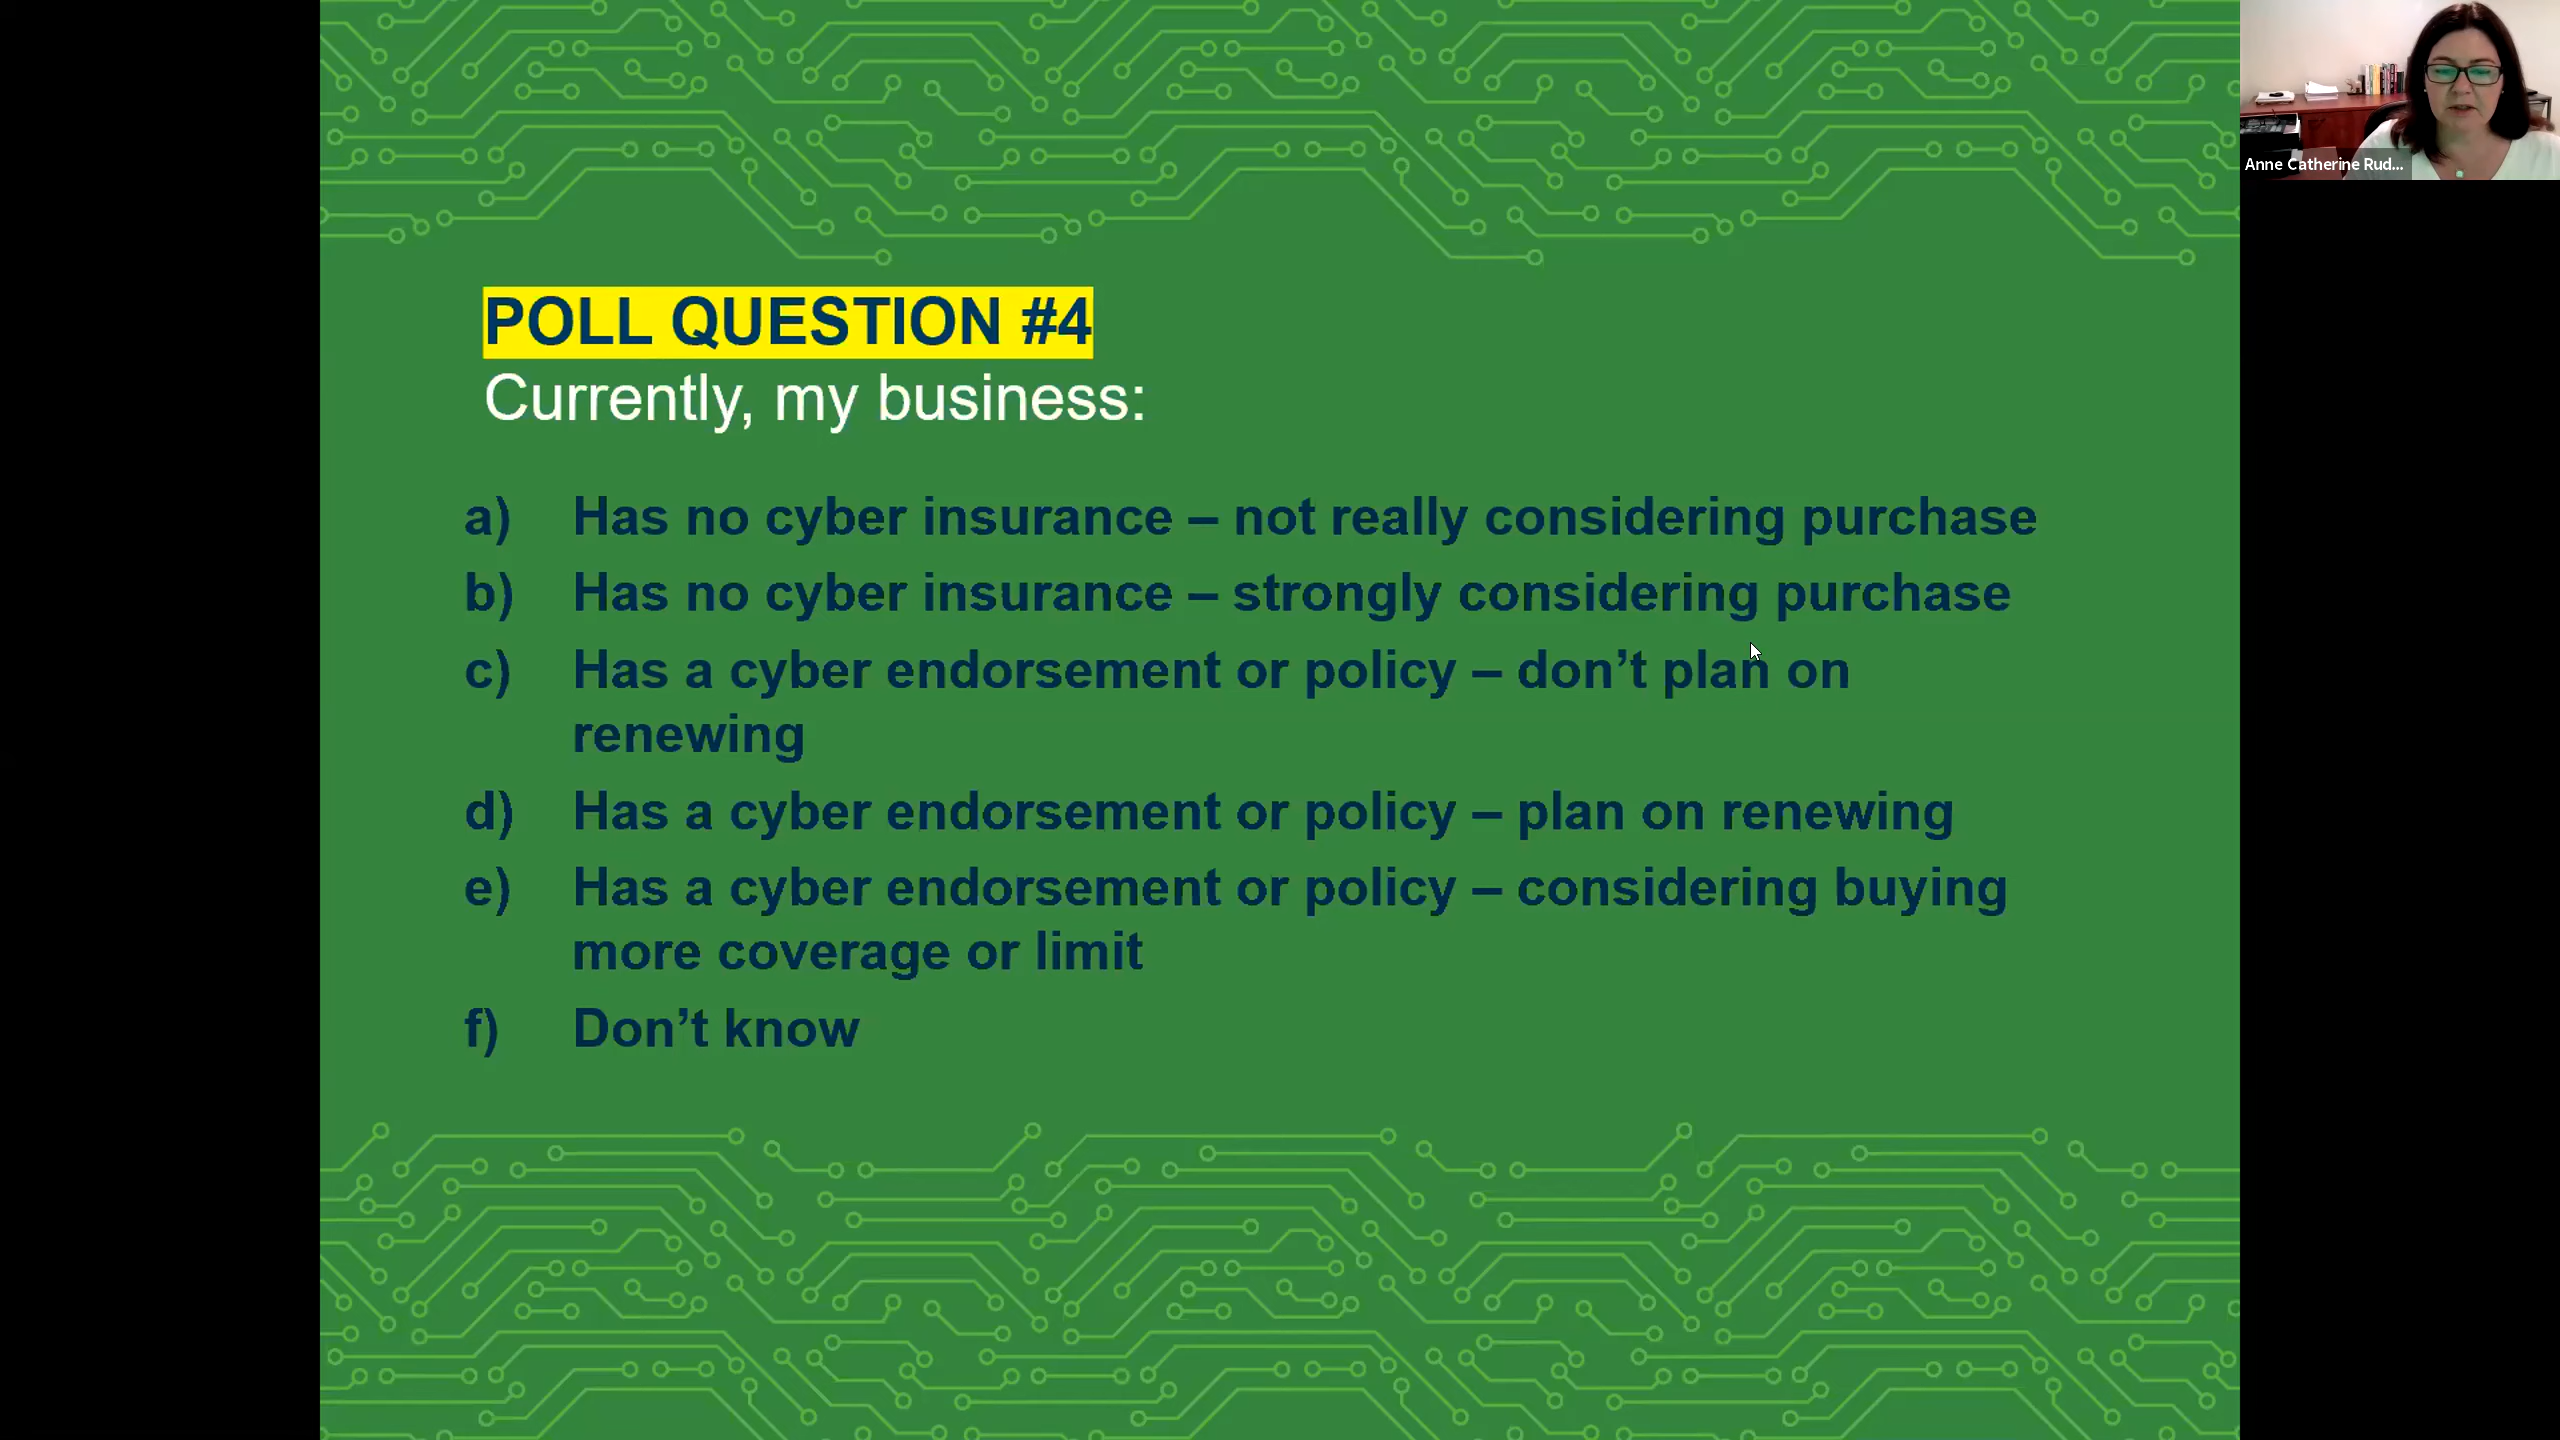 POLL QUESTION #4
Currently, my business:
a) Has no cyber insurance – not really considering purchase
b) Has no cyber insurance – strongly considering purchase
c) Has a cyber endorsement or policy – don’t plan on
renewing
d) Has a cyber endorsement or policy – plan on renewing
e) Has a cyber endorsement or policy – considering buying
more coverage or limit
f) Don’t know
Anne Catherine Rud...